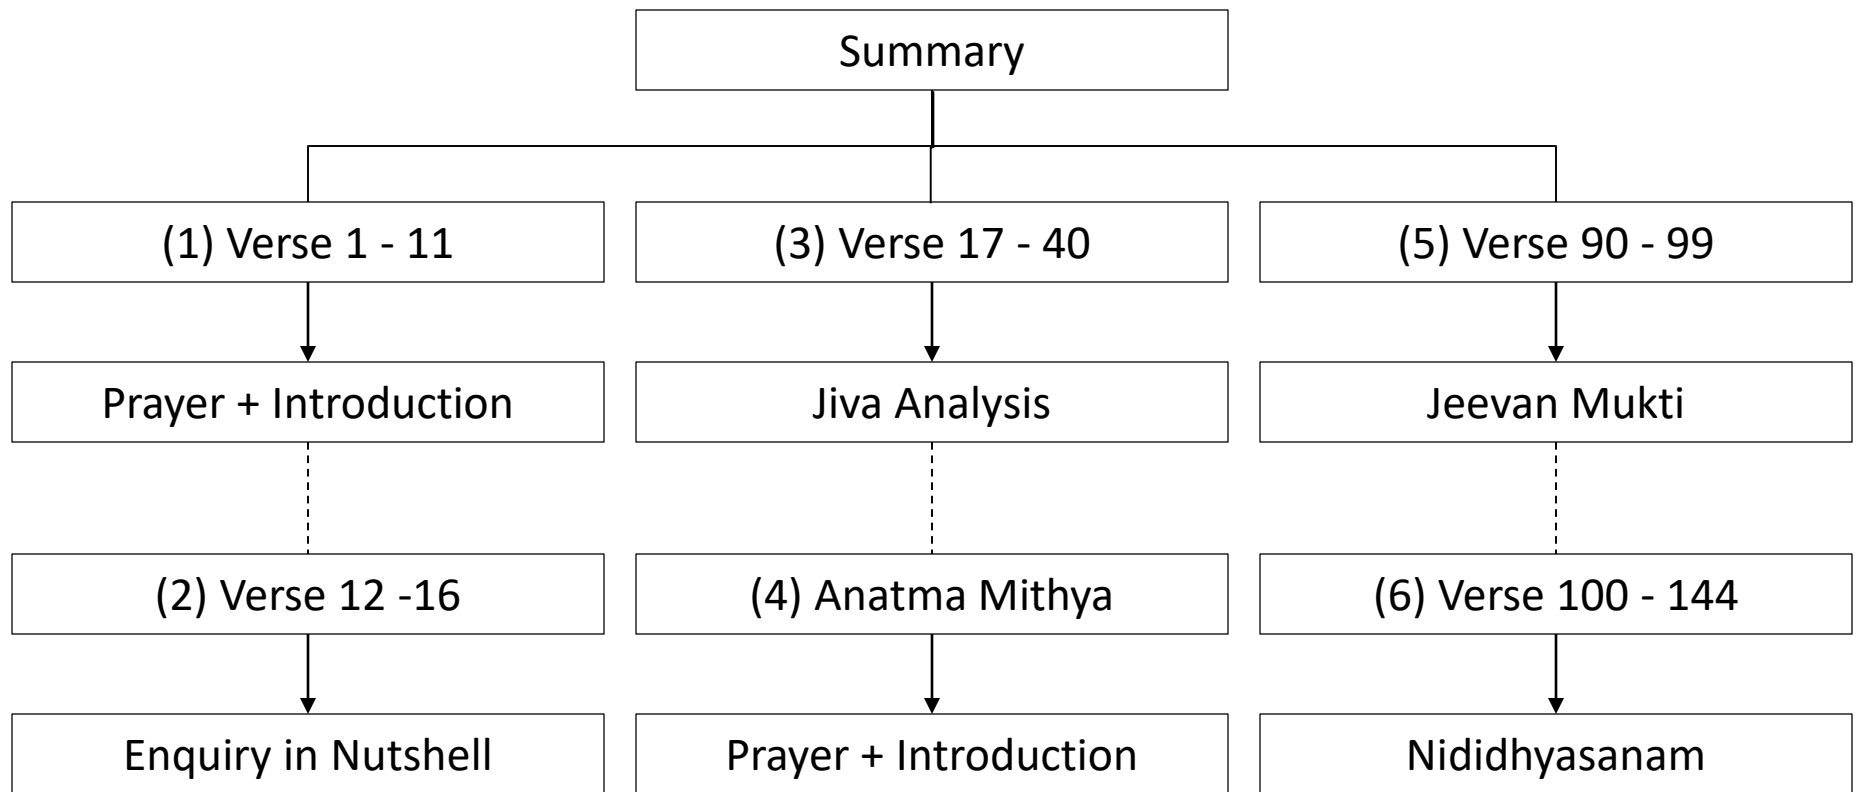 Summary
(1) Verse 1 - 11
(3) Verse 17 - 40
(5) Verse 90 - 99
Prayer + Introduction
Jiva Analysis
Jeevan Mukti
(2) Verse 12 -16
(4) Anatma Mithya
(6) Verse 100 - 144
Enquiry in Nutshell
Prayer + Introduction
Nididhyasanam